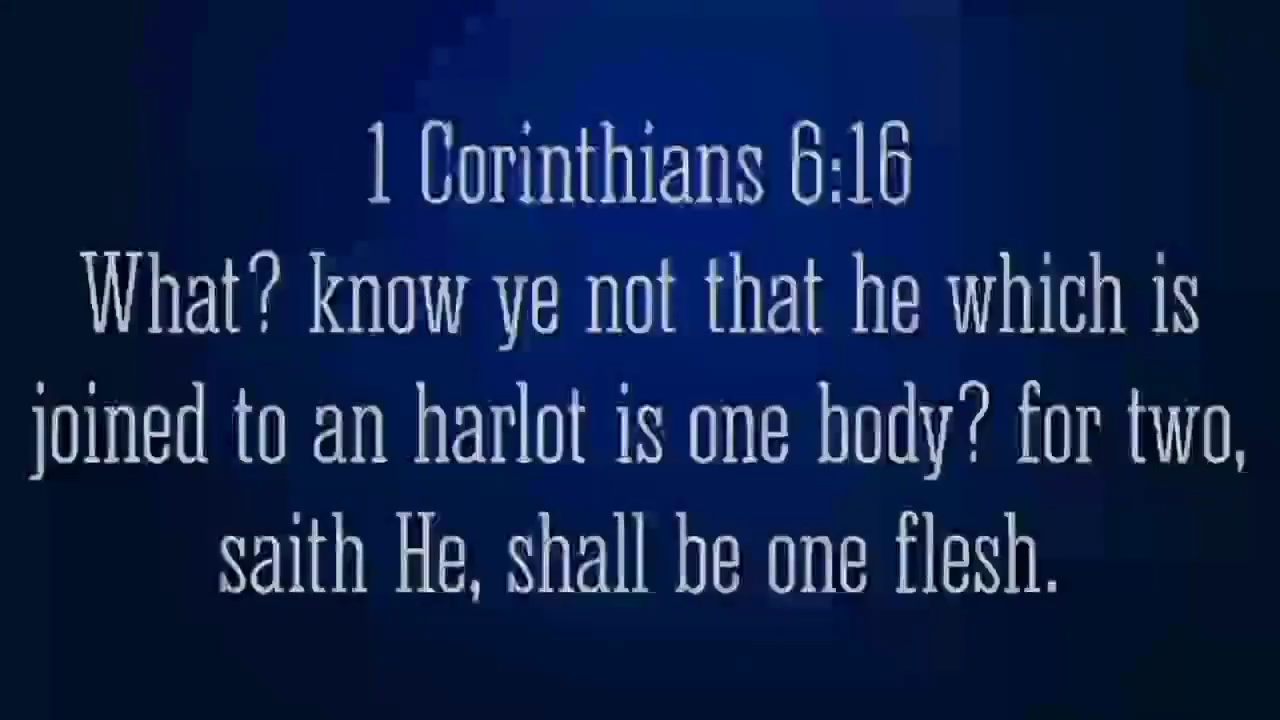 1 Corinthians 6:16
What? know ye not that he which is
joined to an harlot is one body? for two,
saith He, shall be one flesh.